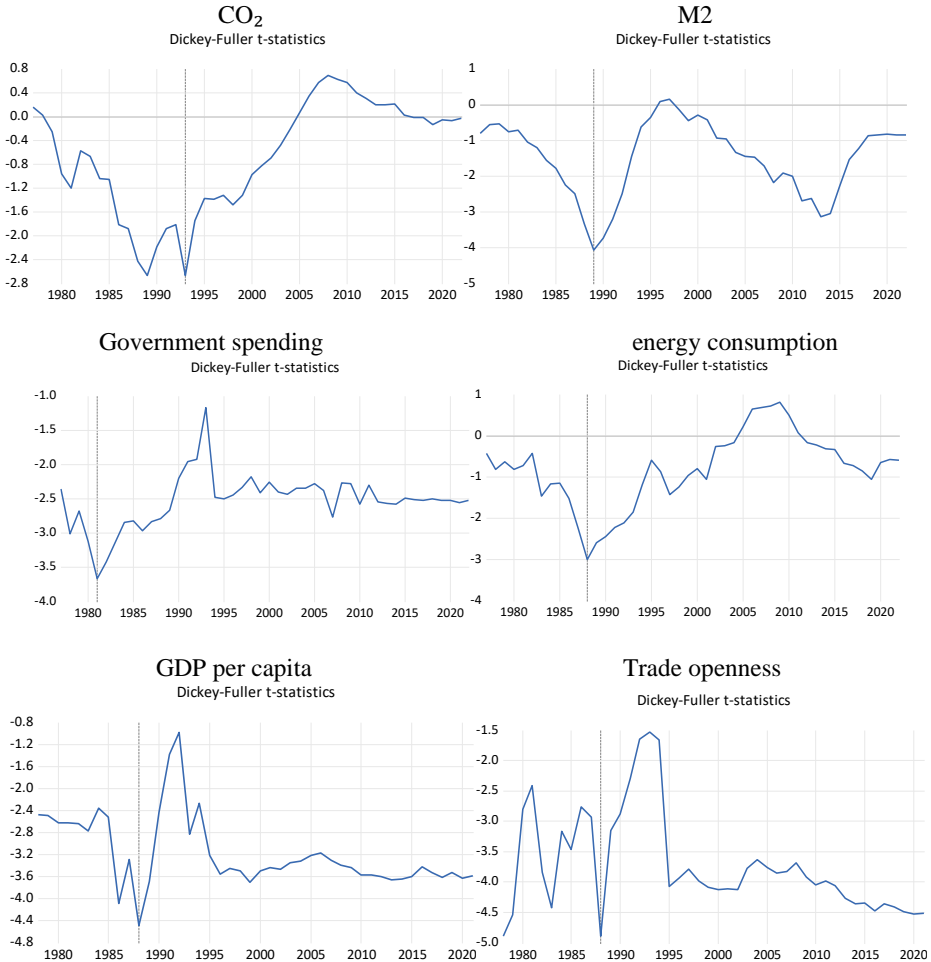 CO₂
Dickey-Fuller t-statistics
0.8
0.4
0.0
-0.4
-0.8
-1.2
-1.6
-2.0
-2.4
-2.8
1980 1985 1990 1995 2000 2005 2010 2015 2020
M2
Dickey-Fuller t-statistics
1
0
-1
-2
-3
-4
-5
1980 1985 1990 1995 2000 2005 2010 2015 2020
Government spending
Dickey-Fuller t-statistics
-1.0
-1.5
-2.0
-2.5
-3.0
-3.5
-4.0
1980 1985 1990 1995 2000 2005 2010 2015 2020
energy consumption
Dickey-Fuller t-statistics
1
0
-1
-2
-3
-4
1980 1985 1990 1995 2000 2005 2010 2015 2020
GDP per capita
Dickey-Fuller t-statistics
-0.8
-1.2
-1.6
-2.0
-2.4
-2.8
-3.2
-3.6
-4.0
-4.4
-4.8
1980 1985 1990 1995 2000 2005 2010 2015 2020
Trade openness
Dickey-Fuller t-statistics
-1.5
-2.0
-2.5
-3.0
-3.5
-4.0
-4.5
-5.0
1980 1985 1990 1995 2000 2005 2010 2015 2020